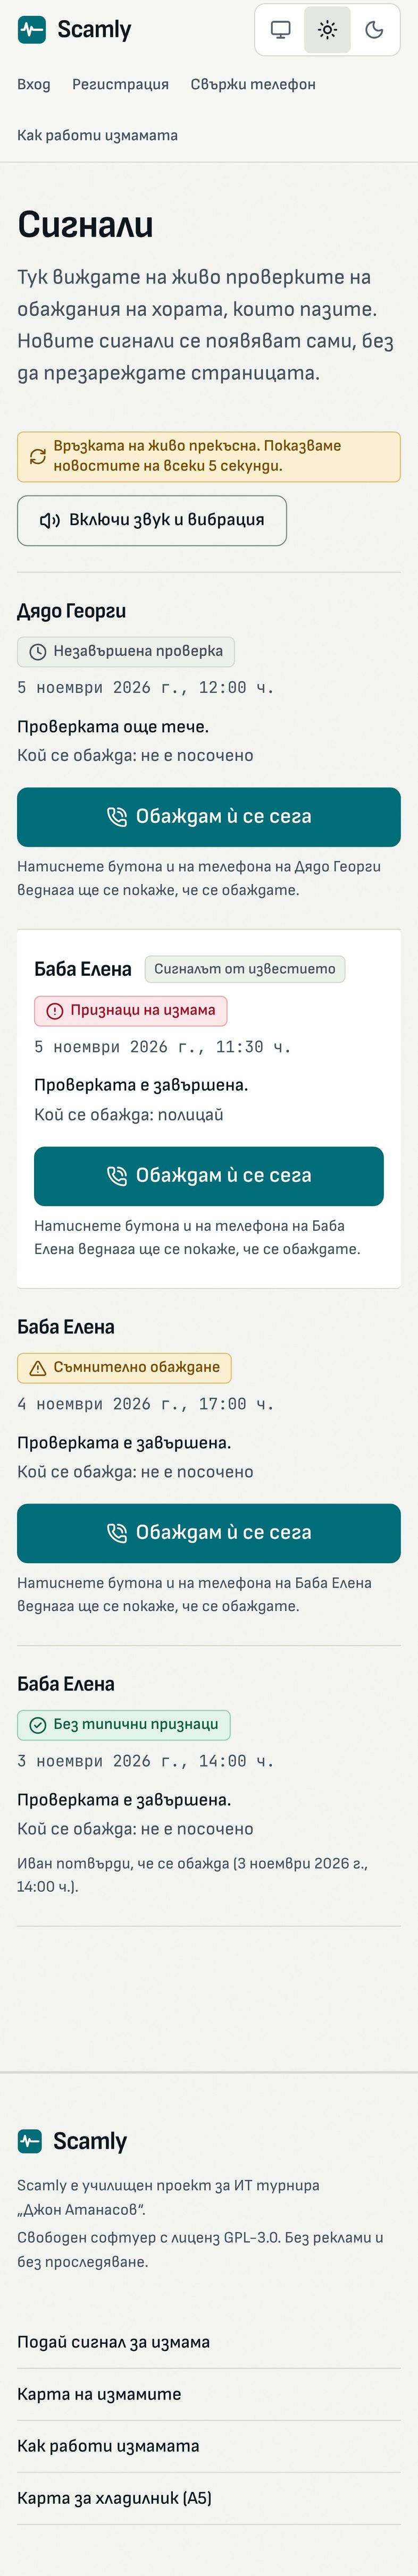 Scamly
Вход Регистрация Свържи телефон
Как работи измамата
Сигнали
Тук виждате на живо проверките на
обаждания на хората, които пазите.
Новите сигнали се появяват сами, без
да презареждате страницата.
Връзката на живо прекъсна. Показваме
новостите на всеки 5 секунди.
Включи звук и вибрация
Дядо Георги
Незавършена проверка
5 ноември 2026 г., 12:00 ч.
Проверката още тече.
Кой се обажда: не е посочено
Обаждам ѝ се сега
Натиснете бутона и на телефона на Дядо Георги
веднага ще се покаже, че се обаждате.
Баба Елена Сигналът от известието
Признаци на измама
5 ноември 2026 г., 11:30 ч.
Проверката е завършена.
Кой се обажда: полицай
Обаждам ѝ се сега
Натиснете бутона и на телефона на Баба
Елена веднага ще се покаже, че се обаждате.
Баба Елена
Съмнително обаждане
4 ноември 2026 г., 17:00 ч.
Проверката е завършена.
Кой се обажда: не е посочено
Обаждам ѝ се сега
Натиснете бутона и на телефона на Баба Елена
веднага ще се покаже, че се обаждате.
Баба Елена
Без типични признаци
3 ноември 2026 г., 14:00 ч.
Проверката е завършена.
Кой се обажда: не е посочено
Иван потвърди, че се обажда (3 ноември 2026 г.,
14:00 ч.).
Scamly
Scamly е училищен проект за ИТ турнира
„Джон Атанасов“.
Свободен софтуер с лиценз GPL-3.0. Без реклами и
без проследяване.
Подай сигнал за измама
Карта на измамите
Как работи измамата
Карта за хладилник (A5)